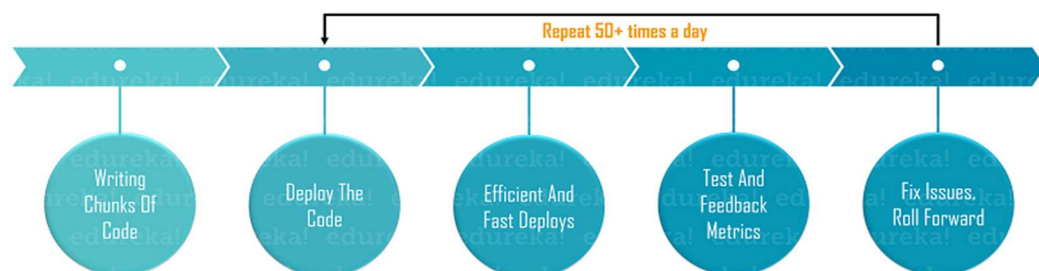 Repeat 50+ times a day
Writing
Chunks Of
Code
Deploy The
Code
Efficient And
Fast Deploys
Test And
Feedback
Metrics
Fix Issues,
Roll Forward
edureka!